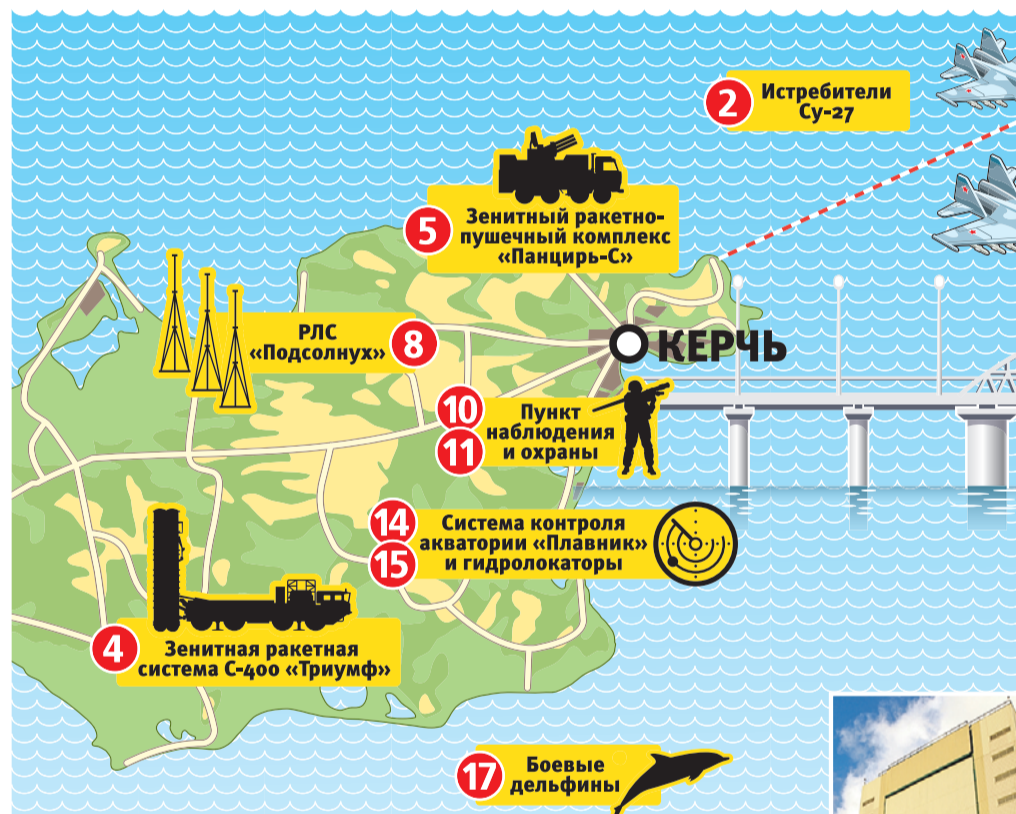 2
Истребители
Су-27
5
Зенитный ракетно-
пушечный комплекс
«Панцирь-С»
РЛС
«Подсолнух»
8
КЕРЧЬ
10
11
Пункт
наблюдения
и охраны
14
15
Система контроля
акватории «Плавник»
и гидролокаторы
4
Зенитная ракетная
система С-400 «Триумф»
17
Боевые
дельфины